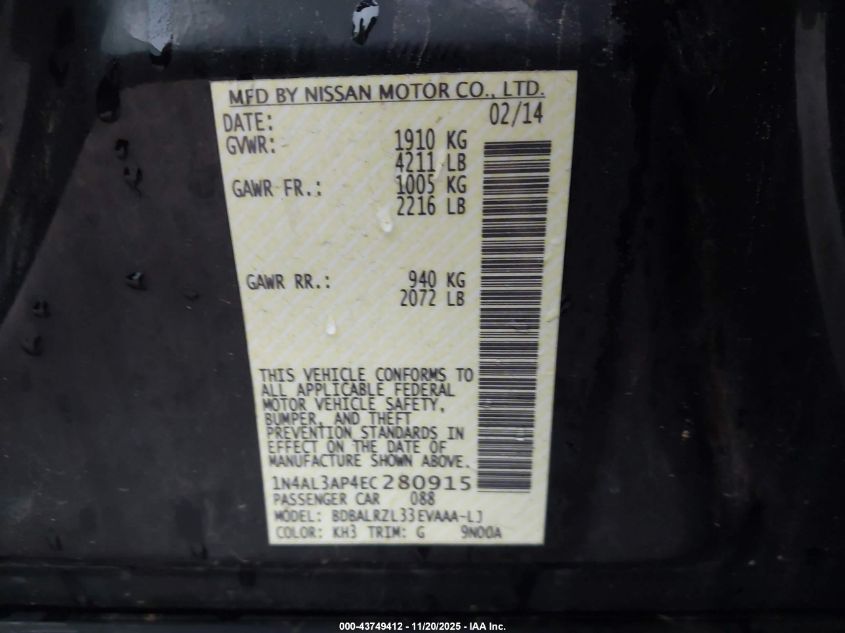 MFD BY NISSAN MOTOR CO., LTD.
DATE: 02/14
GVWR: 1910 KG
4211 LB
GAWR FR.: 1005 KG
2216 LB
GAWR RR.: 940 KG
2072 LB
THIS VEHICLE CONFORMS TO
ALL APPLICABLE FEDERAL
MOTOR VEHICLE SAFETY,
BUMPER, AND THEFT
PREVENTION STANDARDS IN
EFFECT ON THE DATE OF
MANUFACTURE SHOWN ABOVE.
1N4AL3AP4EC280915
PASSENGER CAR 088
MODEL: BDBALRZL33EVAAA-LJ
COLOR: KH3 TRIM: G 9N00A
000-43749412 - 11/20/2025 - IAA Inc.